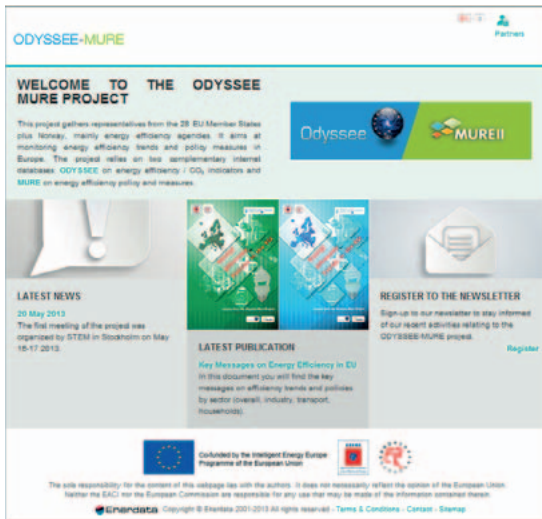 ODYSSEE-MURE
Partners
WELCOME TO THE ODYSSEE
MURE PROJECT
This project gathers representatives from the 28 EU Member States
plus Norway, mainly energy efficiency agencies. It aims at
monitoring energy efficiency trends and policy measures in
Europe. The project relies on two complementary internet
databases ODYSSEE on energy efficiency / CO₂ indicators and
MURE on energy efficiency policy and measures.
Odyssee
MUREII
LATEST NEWS
20 May 2013
The first meeting of the project was
organized by STEM in Stockholm on May
16-17 2013.
LATEST PUBLICATION
Key Messages on Energy Efficiency in EU
In this document you will find the key
messages on efficiency trends and policies
by sector (overall, industry, transport,
households).
REGISTER TO THE NEWSLETTER
Sign-up to our newsletter to stay informed
of our recent activities relating to the
ODYSSEE-MURE project.
Register
Co-funded by the Intelligent Energy Europe
Programme of the European Union
The sole responsibility for the content of this webpage lies with the authors. It does not necessarily reflect the opinion of the European Union.
Neither the EACI nor the European Commission are responsible for any use that may be made of the information contained therein.
Enerdata Copyright © Enerdata 2001-2013 All rights reserved - Terms & Conditions - Contact - Sitemap